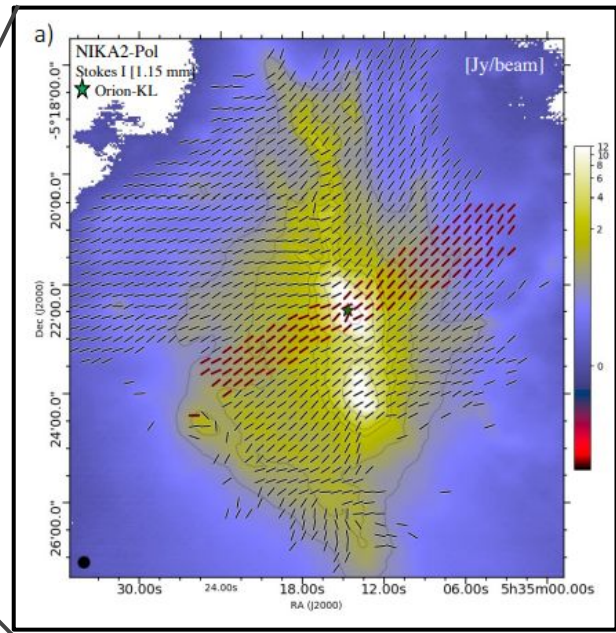 a)
NIKA2-Pol
Stokes I [1.15 mm]
Orion-KL
[Jy/beam]
12
10
8
6
4
2
0
-5°18'00.0"
20'00.0"
22'00.0"
24'00.0"
26'00.0"
Dec (J2000)
30.00s
24.00s
18.00s
12.00s
06.00s
5h35m00.00s
RA (J2000)